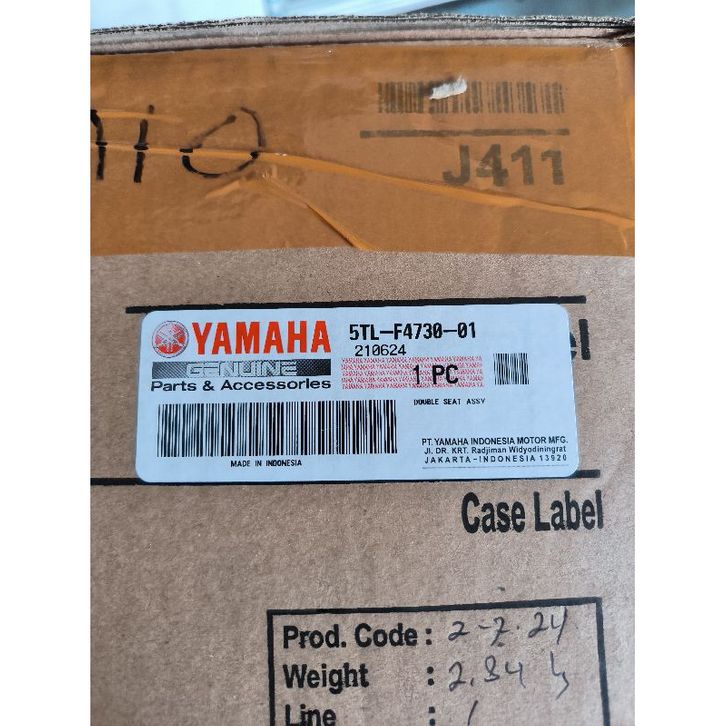 J411
YAMAHA
GENUINE
Parts & Accessories
5TL-F4730-01
210624
1 PC
DOUBLE SEAT ASSY
MADE IN INDONESIA
PT. YAMAHA INDONESIA MOTOR MFG.
Jl. DR. KRT. Radjiman Widyodiningrat
JAKARTA-INDONESIA 13920
Case Label
Prod. Code : 2-7-24
Weight :
Line :